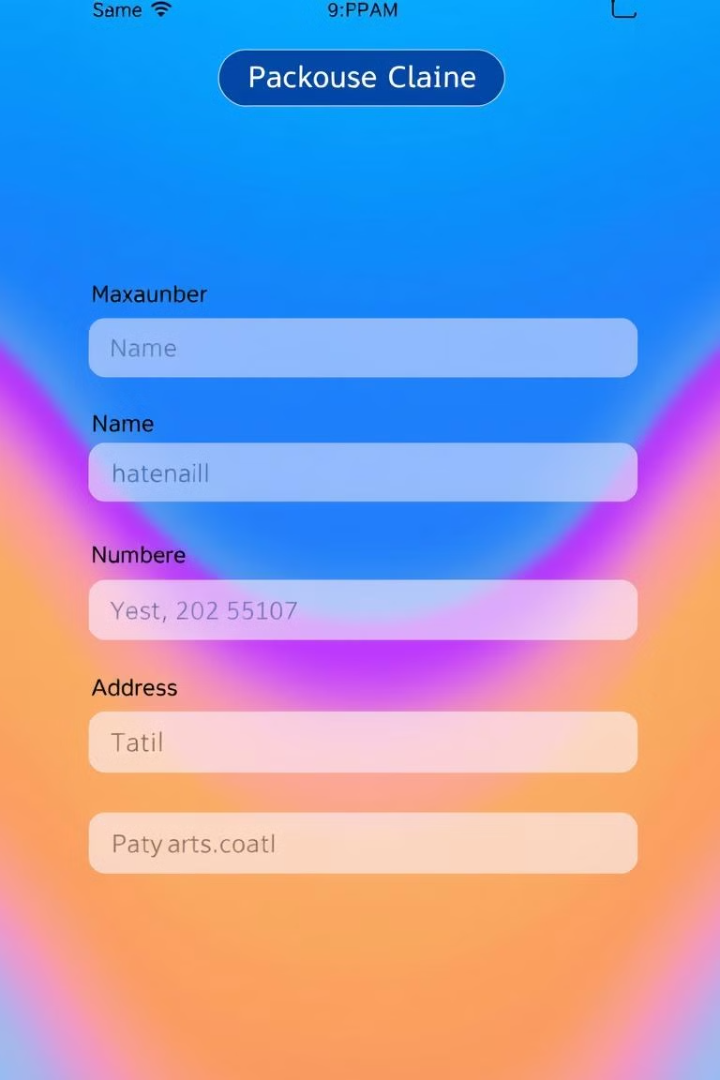 Same
9:PPAM
Packouse Claine
Maxaunber
Name
Name
hatenaill
Numbere
Yest, 202 55107
Address
Tatil
Paty arts.coatl